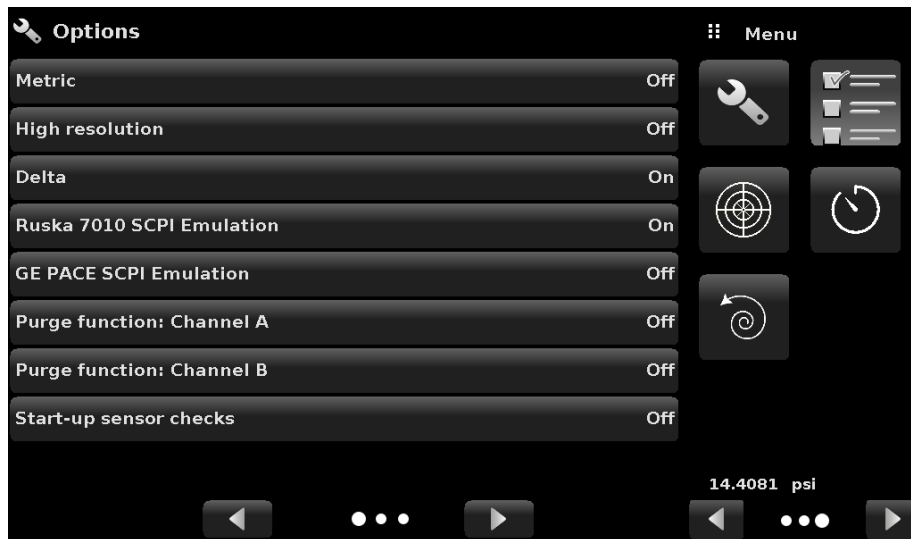 Options
Metric Off
High resolution Off
Delta On
Ruska 7010 SCPI Emulation On
GE PACE SCPI Emulation Off
Purge function: Channel A Off
Purge function: Channel B Off
Start-up sensor checks Off
Menu
14.4081 psi